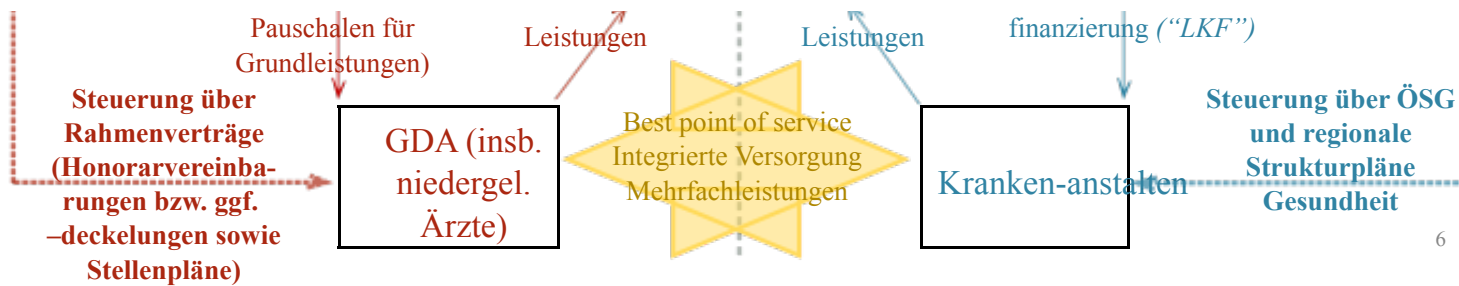 Pauschalen für
Grundleistungen)
Leistungen
Leistungen
finanzierung (“LKF”)
Steuerung über
Rahmenverträge
(Honorarvereinba-
rungen bzw. ggf.
–deckelungen sowie
Stellenpläne)
GDA (insb.
niedergel.
Ärzte)
Best point of service
Integrierte Versorgung
Mehrfachleistungen
Kranken-anstalten
Steuerung über ÖSG
und regionale
Strukturpläne
Gesundheit
6